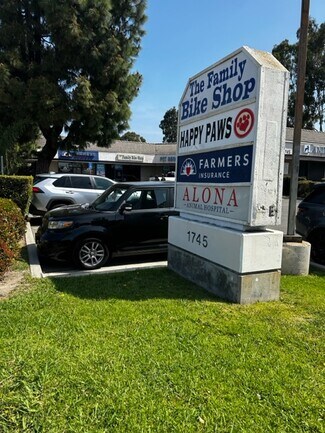 The Family
Bike Shop
HAPPY PAWS
FARMERS
INSURANCE
ALONA
ANIMAL HOSPITAL
1745